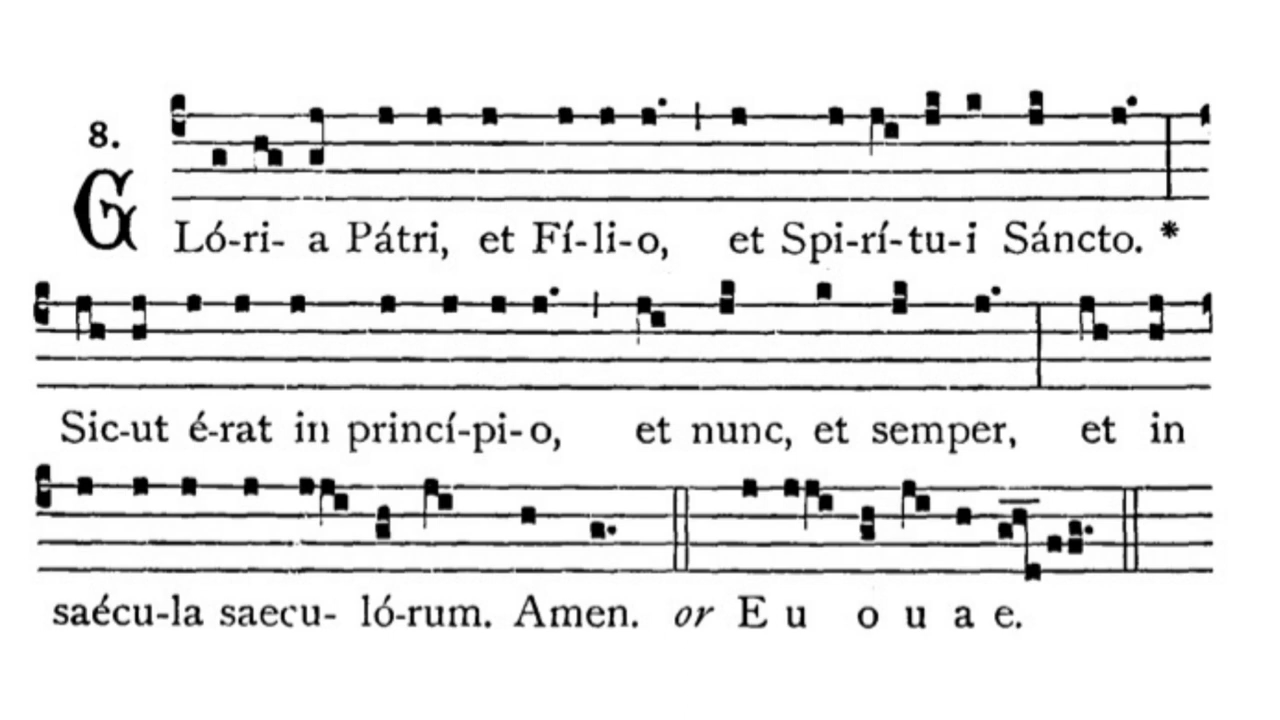 8.
GLó-ri- a Pátri, et Fí-li-o, et Spi-rí-tu-i Sáncto. *
Sic-ut é-rat in princí-pi-o, et nunc, et semper, et in
saécu-la saecu- ló-rum. Amen. or E u o u a e.